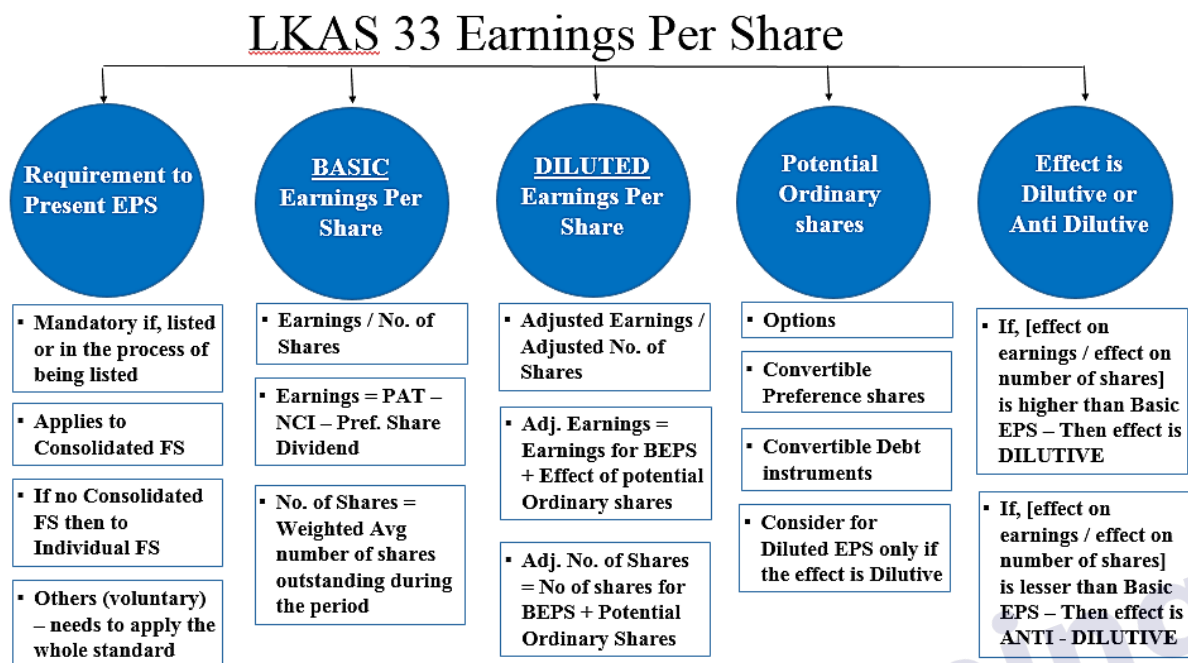 LKAS 33 Earnings Per Share
Requirement to
Present EPS
▪ Mandatory if, listed
or in the process of
being listed
▪ Applies to
Consolidated FS
▪ If no Consolidated
FS then to
Individual FS
▪ Others (voluntary)
– needs to apply the
whole standard
BASIC
Earnings Per
Share
▪ Earnings / No. of
Shares
▪ Earnings = PAT –
NCI – Pref. Share
Dividend
▪ No. of Shares =
Weighted Avg
number of shares
outstanding during
the period
DILUTED
Earnings Per
Share
▪ Adjusted Earnings /
Adjusted No. of
Shares
▪ Adj. Earnings =
Earnings for BEPS
+ Effect of potential
Ordinary shares
▪ Adj. No. of Shares
= No of shares for
BEPS + Potential
Ordinary Shares
Potential
Ordinary
shares
▪ Options
▪ Convertible
Preference shares
▪ Convertible Debt
instruments
▪ Consider for
Diluted EPS only if
the effect is Dilutive
Effect is
Dilutive or
Anti Dilutive
▪ If, [effect on
earnings / effect on
number of shares]
is higher than Basic
EPS – Then effect is
DILUTIVE
▪ If, [effect on
earnings / effect on
number of shares]
is lesser than Basic
EPS – Then effect is
ANTI - DILUTIVE